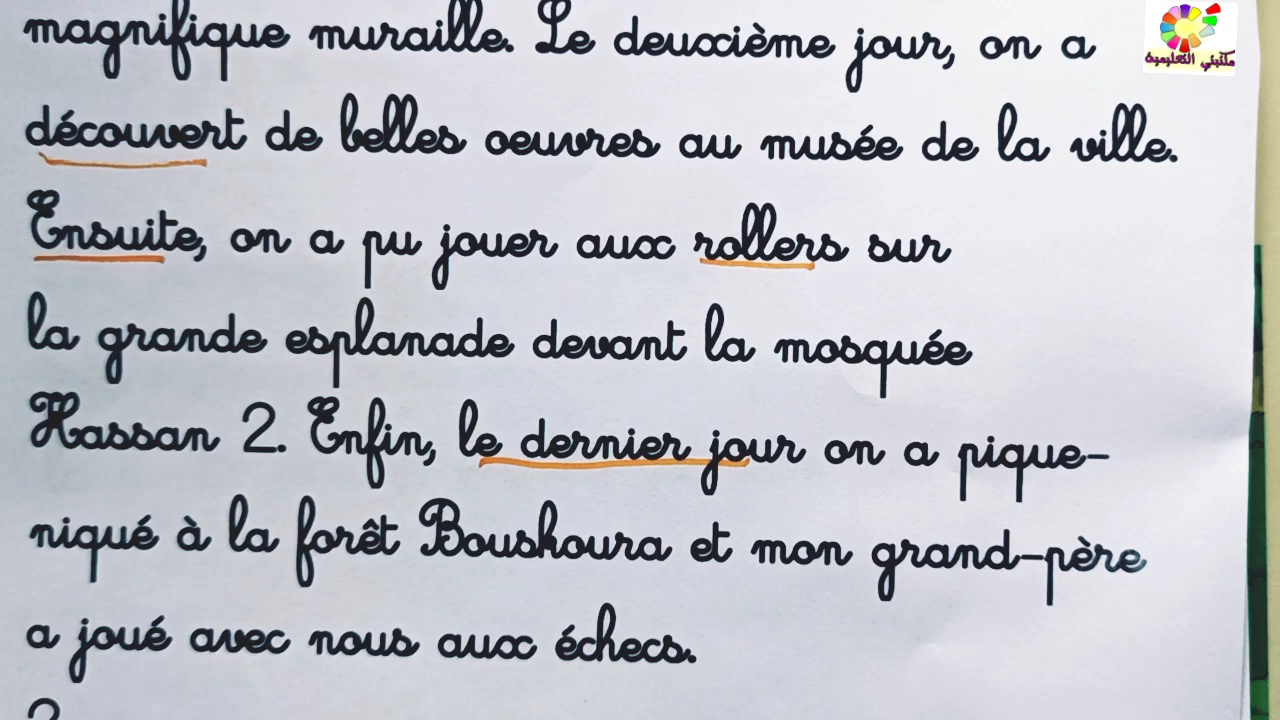 magnifique muraille. Le deuxième jour, on a
مكتبتي التعليمية
découvert de belles oeuvres au musée de la ville.
Ensuite, on a pu jouer aux rollers sur
la grande esplanade devant la mosquée
Hassan 2. Enfin, le dernier jour on a pique-
niqué à la forêt Bouskoura et mon grand-père
a joué avec nous aux échecs.